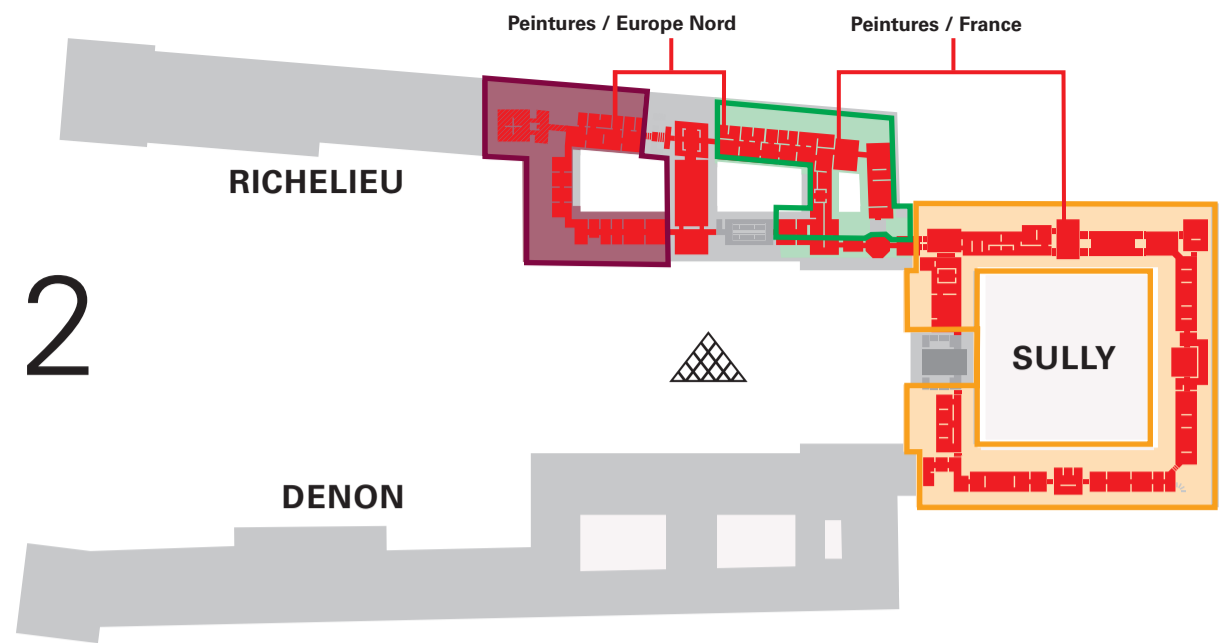 Peintures / Europe Nord
Peintures / France
RICHELIEU
2
SULLY
DENON